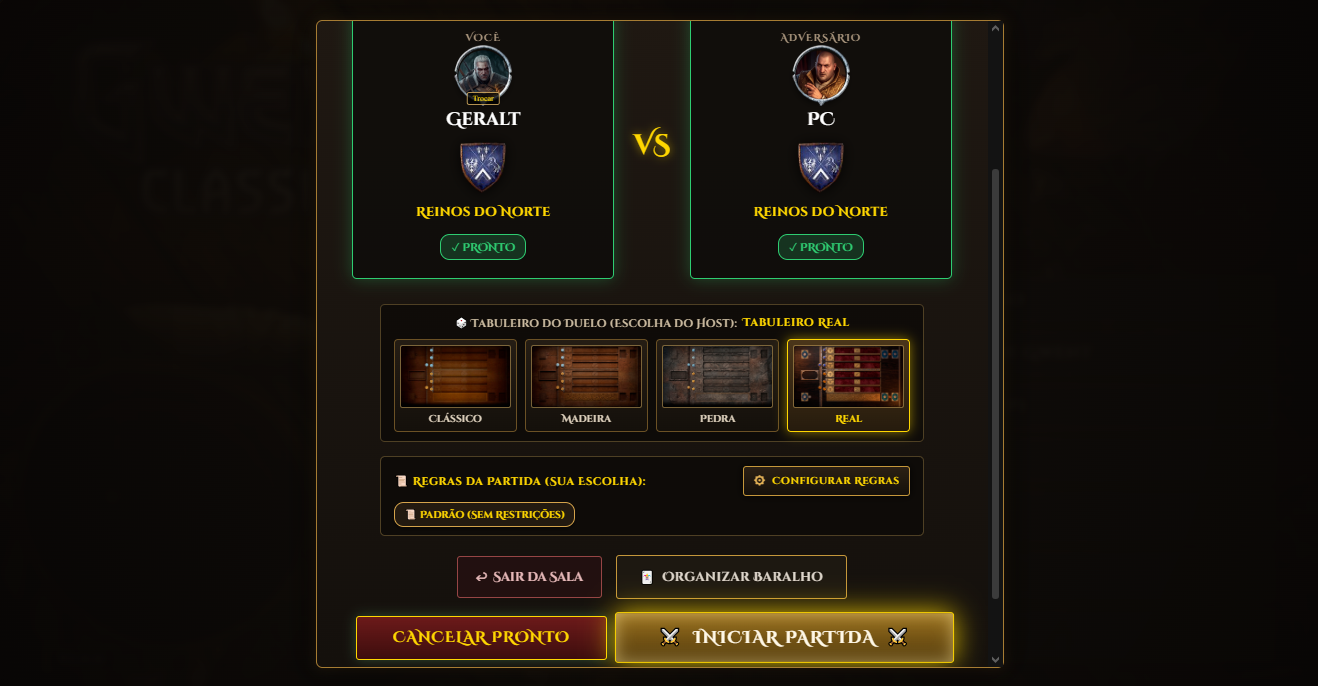 VOCÊ
Trocar
GERALT
REINOS DO NORTE
✓ PRONTO
VS
ADVERSÁRIO
PC
REINOS DO NORTE
✓ PRONTO
TABULEIRO DO DUELO (ESCOLHA DO HOST): TABULEIRO REAL
CLÁSSICO
MADEIRA
PEDRA
REAL
REGRAS DA PARTIDA (SUA ESCOLHA):
CONFIGURAR REGRAS
PADRÃO (SEM RESTRIÇÕES)
SAIR DA SALA
ORGANIZAR BARALHO
CANCELAR PRONTO
INICIAR PARTIDA